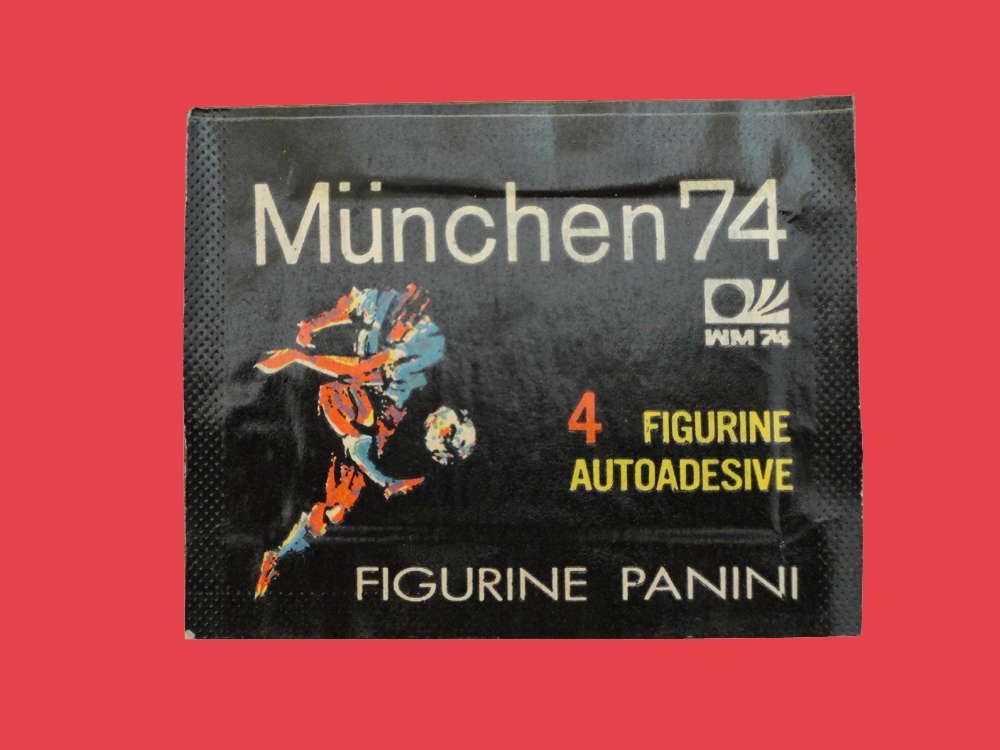 München 74
WM 74
4 FIGURINE
AUTOADESIVE
FIGURINE PANINI